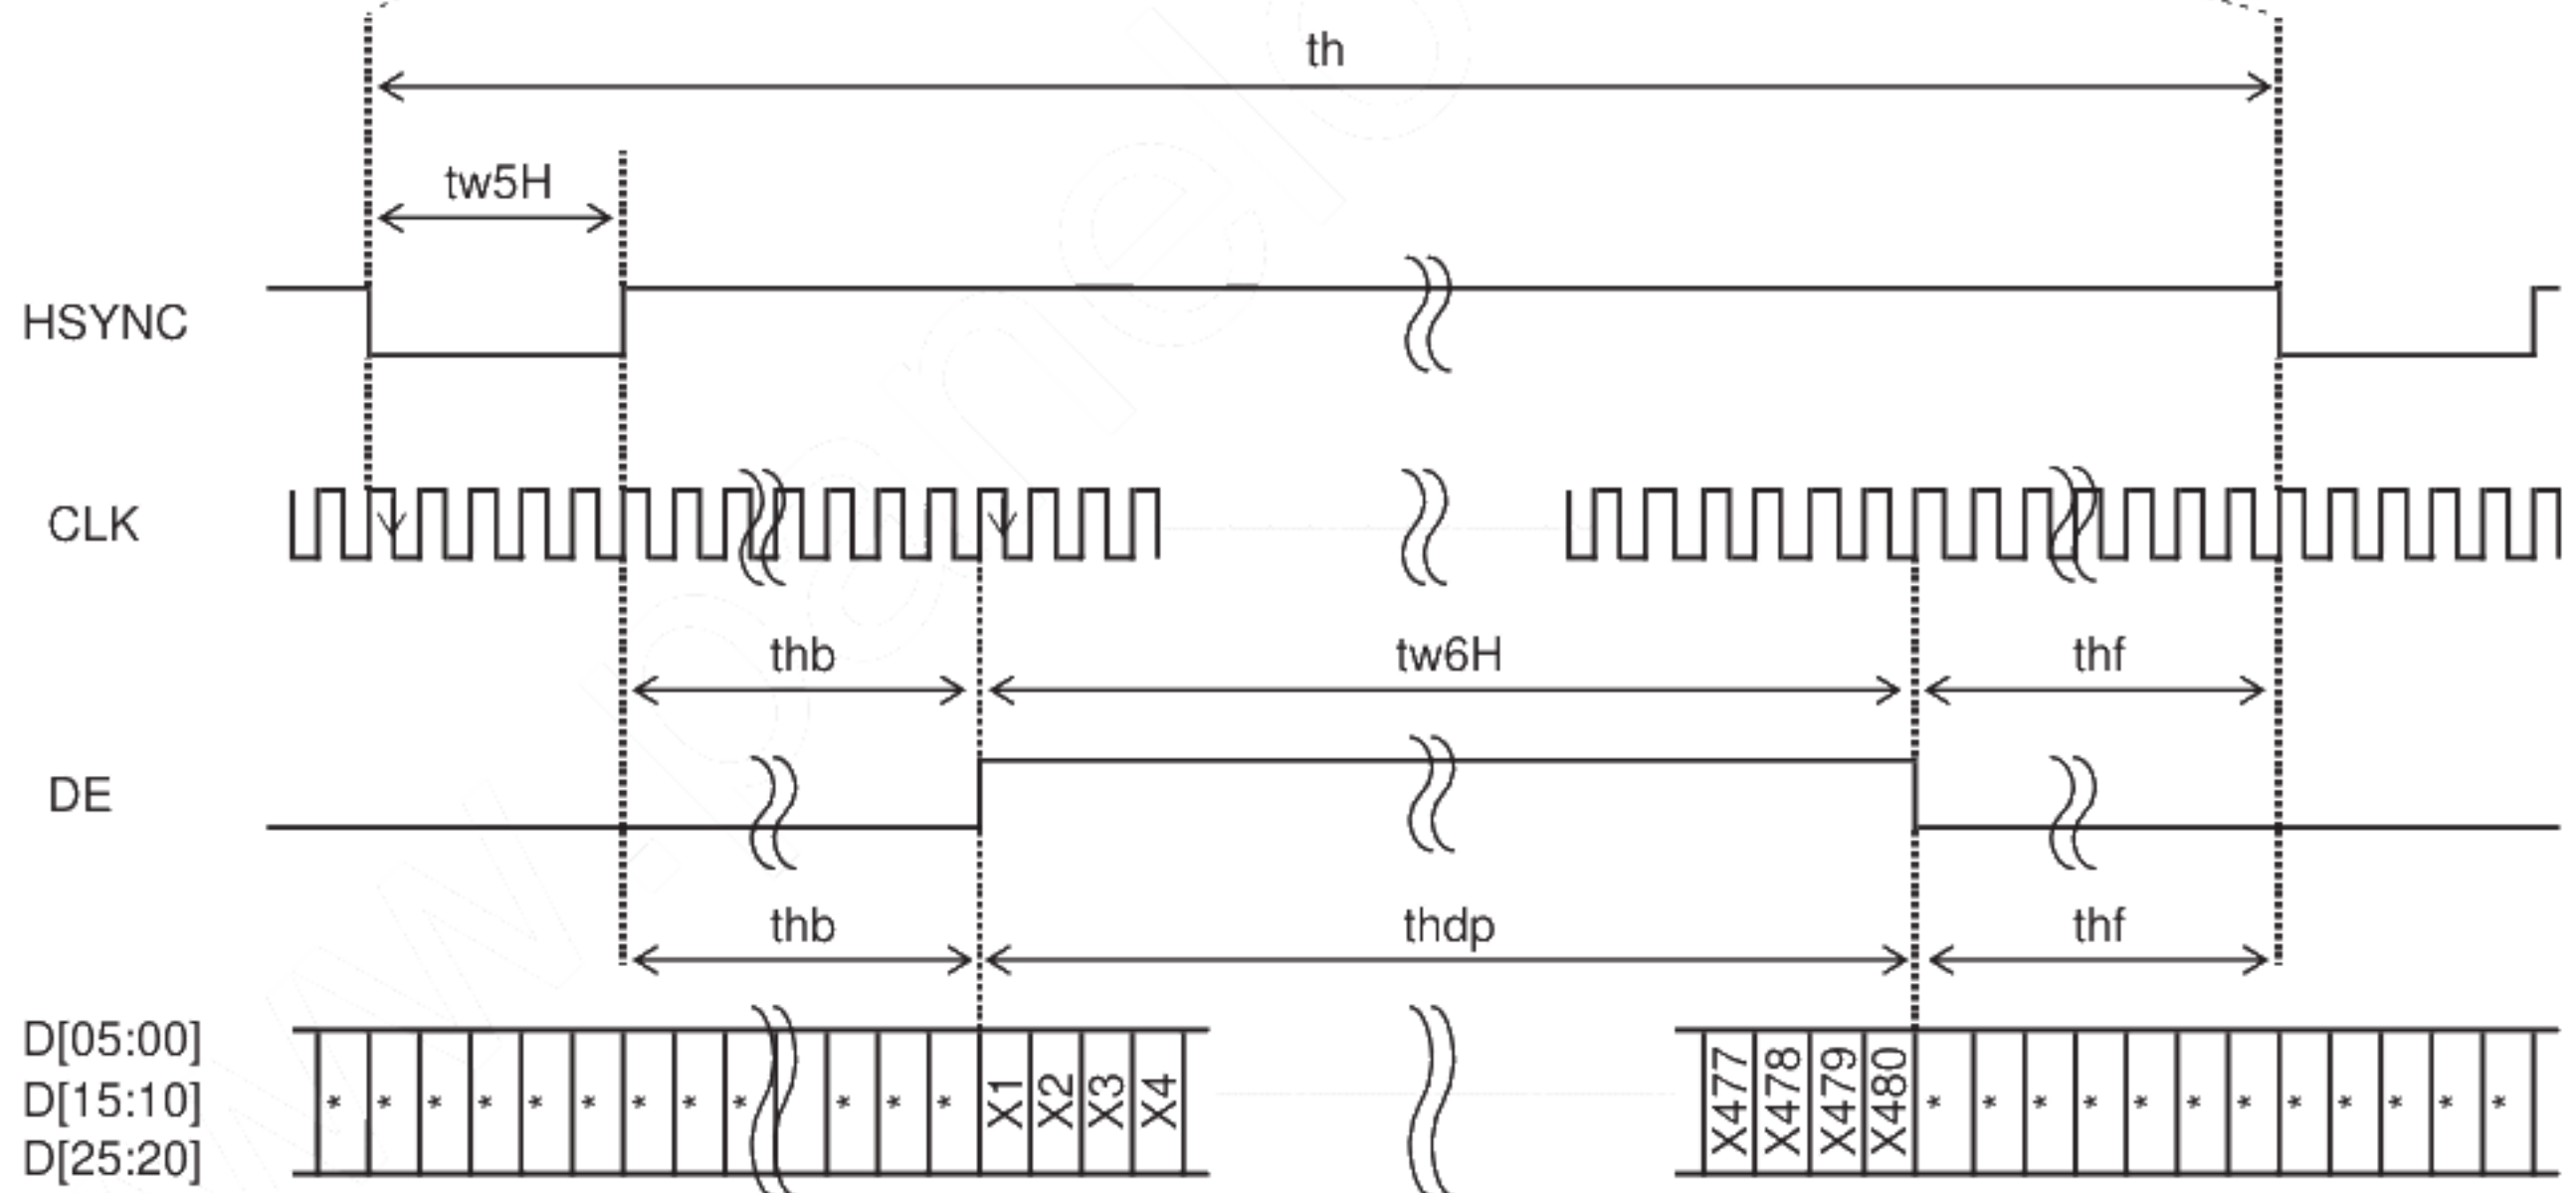 th
tw5H
HSYNC
CLK
thb tw6H thf
DE
thb thdp thf
D[05:00]
D[15:10]
D[25:20]
* * * * * * * * * * * * X1 X2 X3 X4 X477 X478 X479 X480 * * * * * * * * * * * *